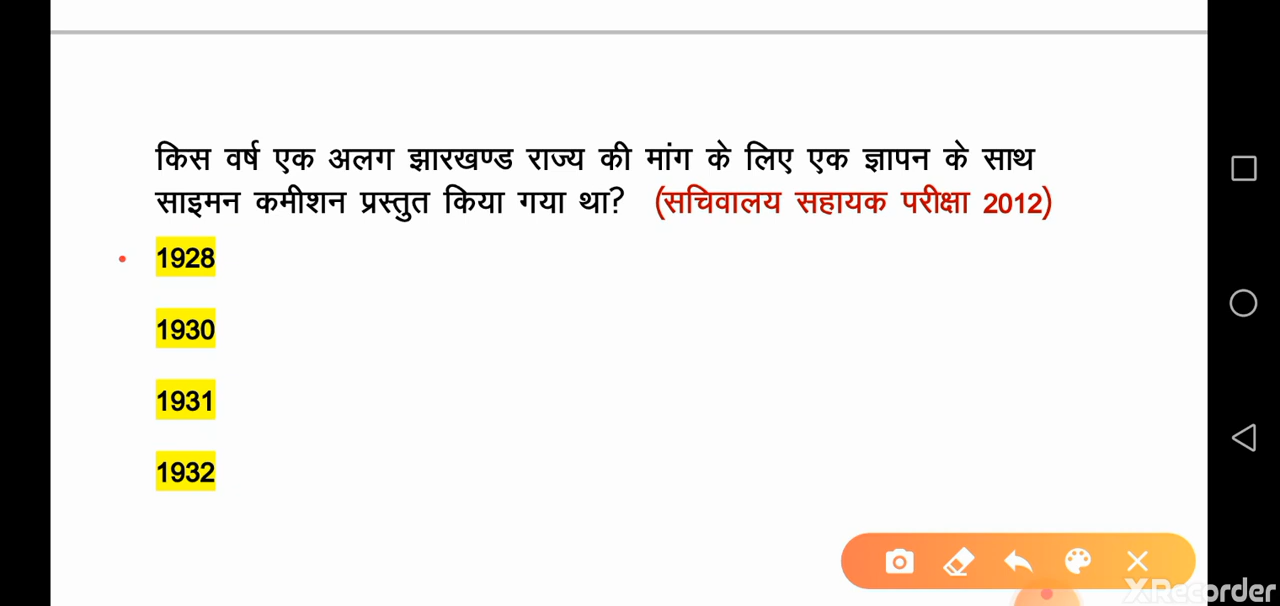 किस वर्ष एक अलग झारखण्ड राज्य की मांग के लिए एक ज्ञापन के साथ
साइमन कमीशन प्रस्तुत किया गया था? (सचिवालय सहायक परीक्षा 2012)
1928
1930
1931
1932
XRecorder